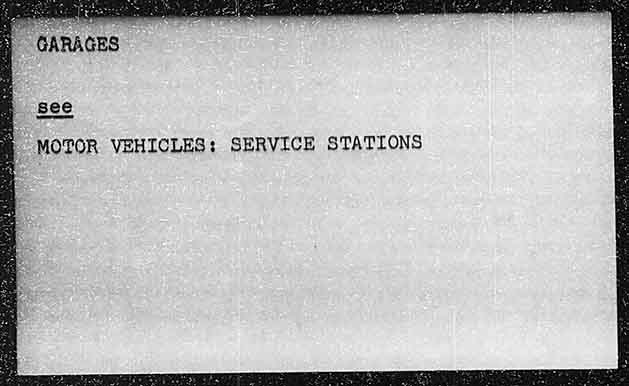 GARAGES
see
MOTOR VEHICLES: SERVICE STATIONS